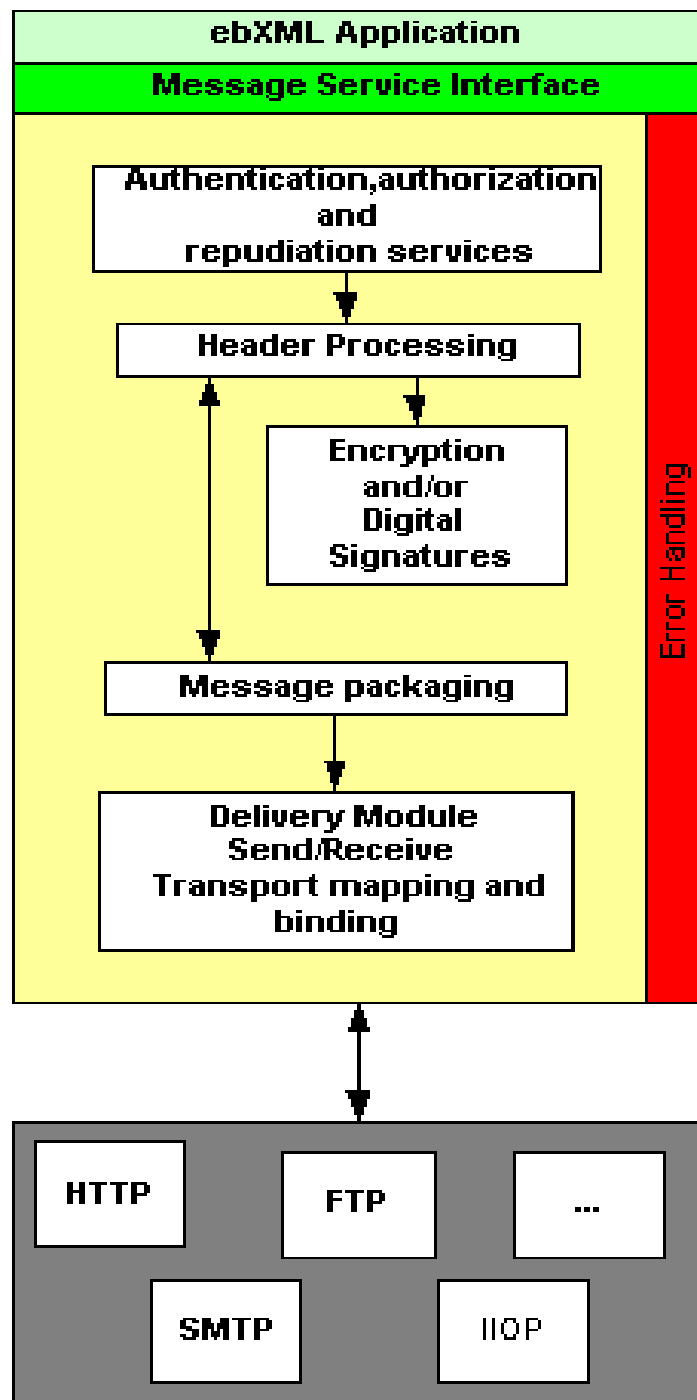 ebXML Application
Message Service Interface
Authentication,authorization
and
repudiation services
Header Processing
Encryption
and/or
Digital
Signatures
Error Handling
Message packaging
Delivery Module
Send/Receive
Transport mapping and
binding
HTTP
FTP
...
SMTP
IIOP